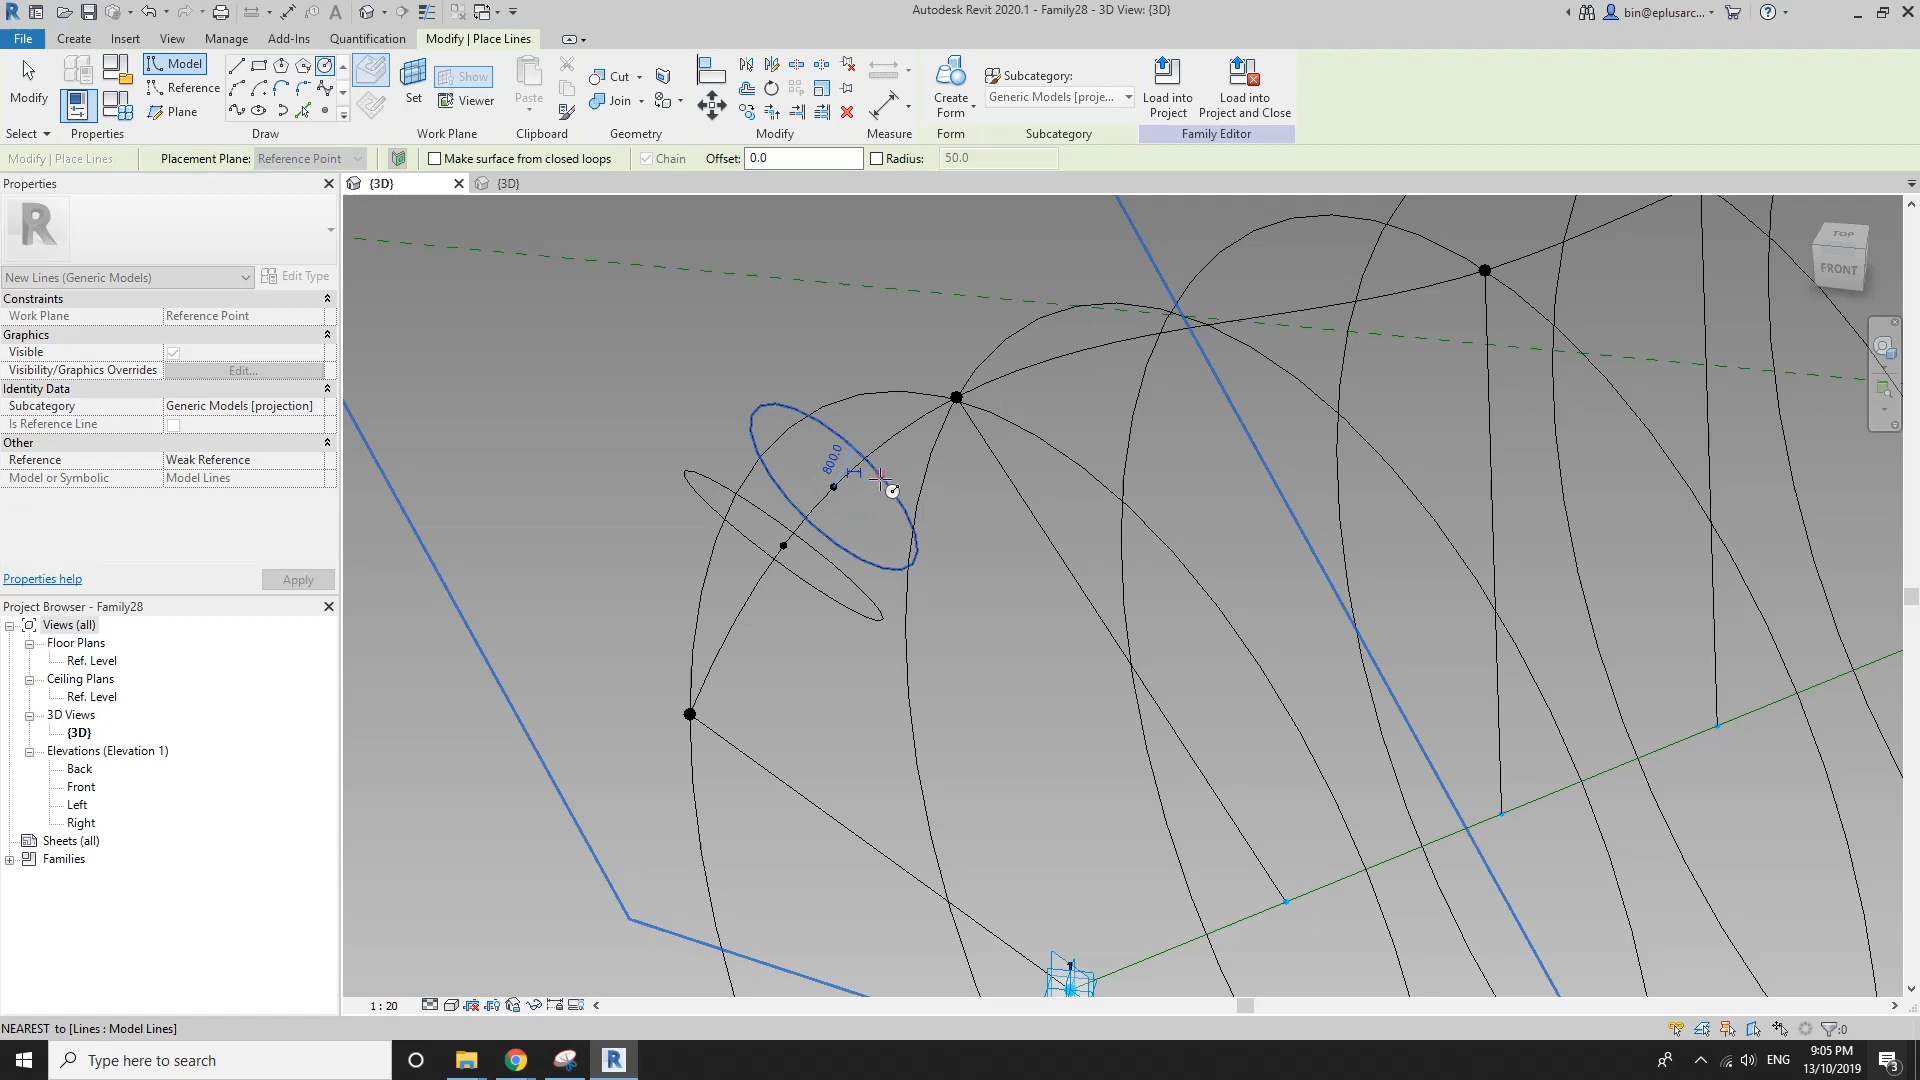 Autodesk Revit 2020.1 - Family28 - 3D View: {3D}
bin@eplusarc...
File
Create
Insert
View
Manage
Add-Ins
Quantification
Modify | Place Lines
Modify
Model
Reference
Plane
Set
Show
Viewer
Paste
Cut
Join
Create
Form
Subcategory:
Generic Models [proje...
Load into
Project
Load into
Project and Close
Select
Properties
Draw
Work Plane
Clipboard
Geometry
Modify
Measure
Form
Subcategory
Family Editor
Modify | Place Lines
Placement Plane:
Reference Point
Make surface from closed loops
Chain
Offset:
0.0
Radius:
50.0
Properties
{3D}
{3D}
New Lines (Generic Models)
Edit Type
Constraints
Work Plane
Reference Point
Graphics
Visible
Visibility/Graphics Overrides
Edit...
Identity Data
Subcategory
Generic Models [projection]
Is Reference Line
Other
Reference
Weak Reference
Model or Symbolic
Model Lines
Properties help
Apply
Project Browser - Family28
Views (all)
Floor Plans
Ref. Level
Ceiling Plans
Ref. Level
3D Views
{3D}
Elevations (Elevation 1)
Back
Front
Left
Right
Sheets (all)
Families
800.0
TOP
FRONT
1 : 20
NEAREST to [Lines : Model Lines]
:0
Type here to search
ENG
9:05 PM
13/10/2019
3